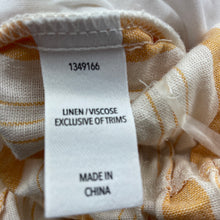 1349166
LINEN/VISCOSE
EXCLUSIVE OF TRIMS
MADE IN
CHINA